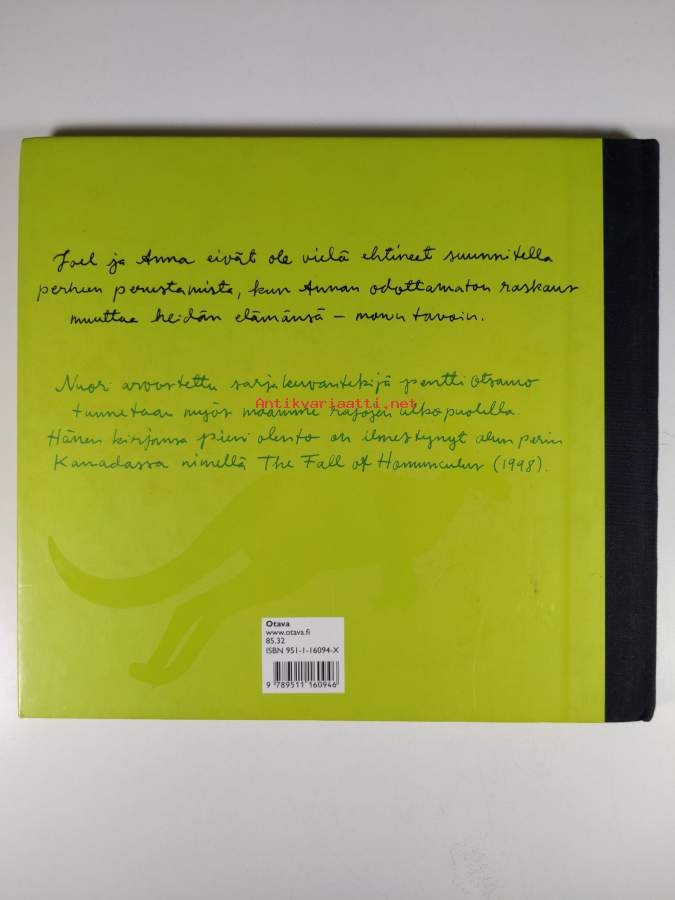 Joel ja Anna eivät ole vielä ehtineet suunnitella
perheen perustamista, kun Annan odottamaton raskaus
muuttaa heidän elämänsä – monin tavoin.
Nuori arvostettu sarjakuvantekijä pentti otsamo
Antikvariaatti.net
tunnetaan myös maamme rajojen ulkopuolella.
Hänen kirjansa pieni olento on ilmestynyt alun perin
Kanadassa nimellä The Fall of Homunculus (1998).
Otava
www.otava.fi
85.32
ISBN 951-1-16094-X
9 789511 160946